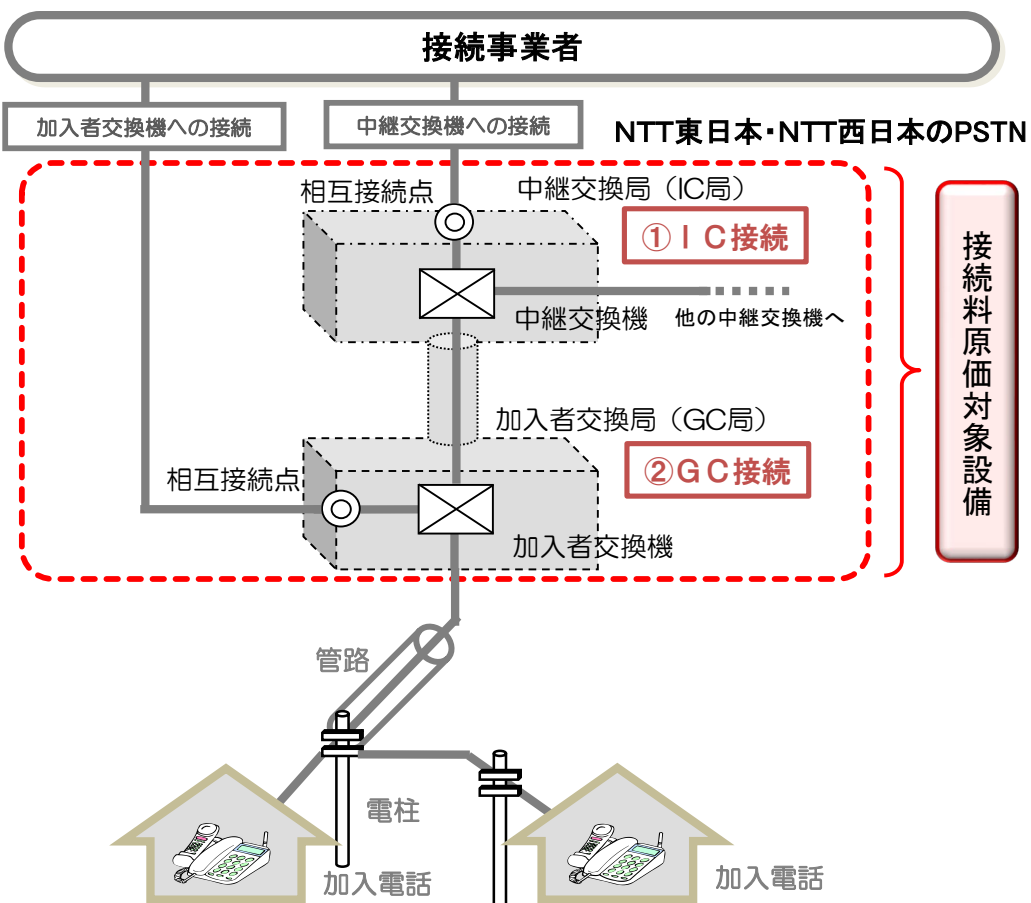 接続事業者
加入者交換機への接続
中継交換機への接続
NTT東日本・NTT西日本のPSTN
相互接続点
中継交換局（IC局）
①ＩＣ接続
中継交換機
他の中継交換機へ
加入者交換局（GC局）
②ＧＣ接続
相互接続点
加入者交換機
接続料原価対象設備
管路
電柱
加入電話
加入電話